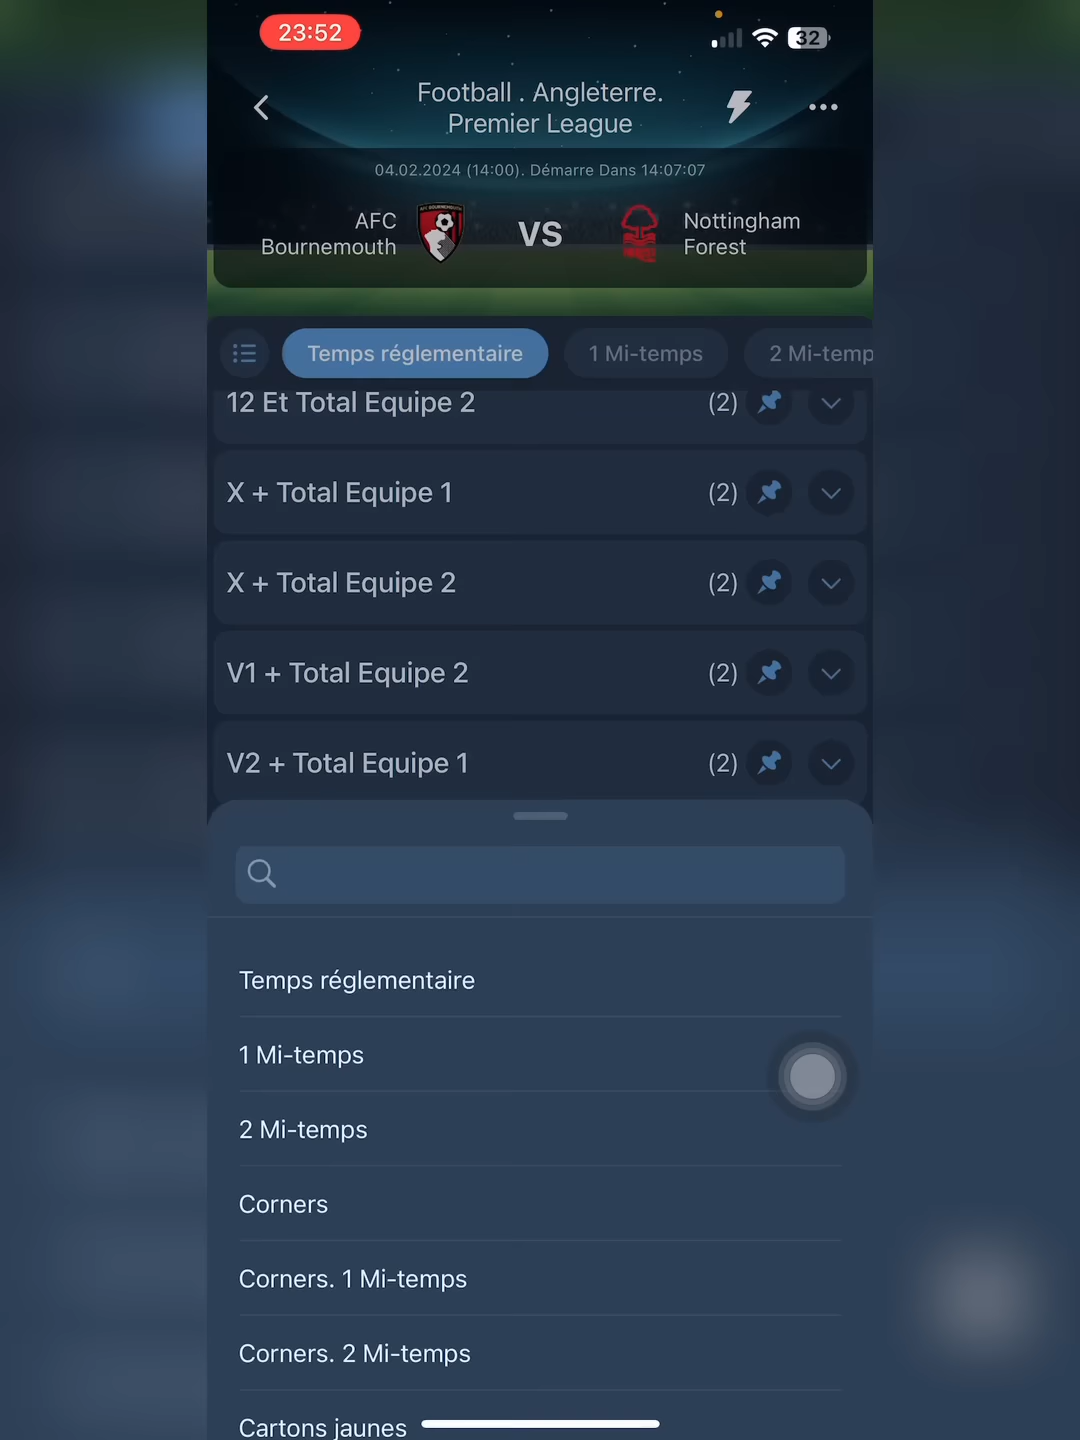 23:52
32
Football . Angleterre.
Premier League
04.02.2024 (14:00). Démarre Dans 14:07:07
AFC
Bournemouth
VS
Nottingham
Forest
Temps réglementaire
1 Mi-temps
2 Mi-temp
12 Et Total Equipe 2 (2)
X + Total Equipe 1 (2)
X + Total Equipe 2 (2)
V1 + Total Equipe 2 (2)
V2 + Total Equipe 1 (2)
Temps réglementaire
1 Mi-temps
2 Mi-temps
Corners
Corners. 1 Mi-temps
Corners. 2 Mi-temps
Cartons jaunes